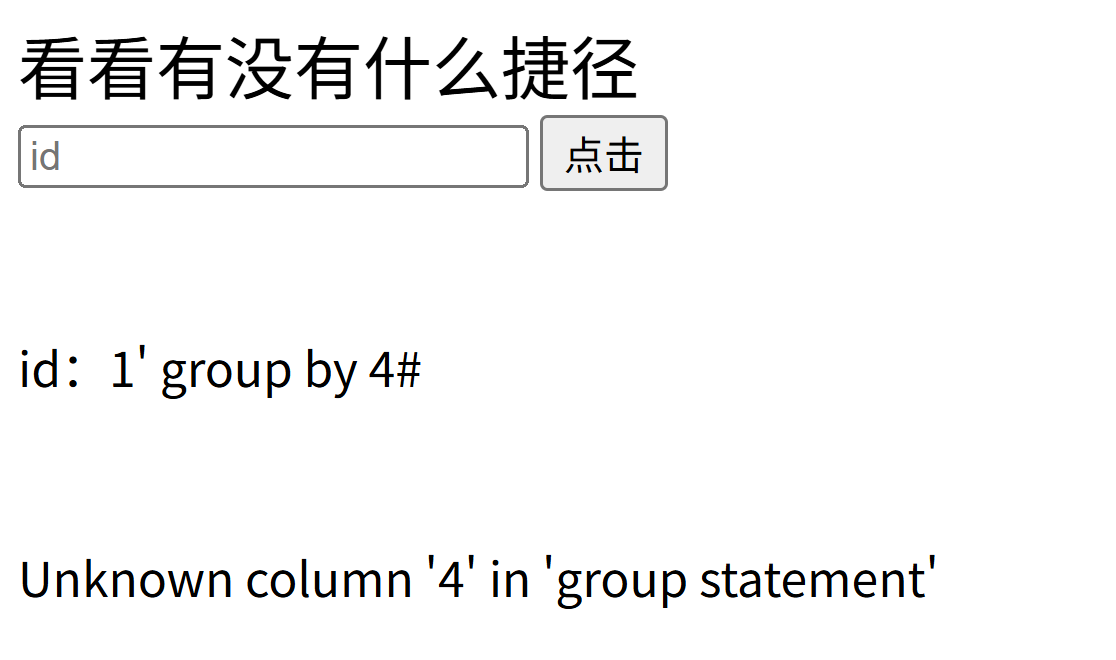 看看有没有什么捷径
id
点击
id：1' group by 4#
Unknown column '4' in 'group statement'